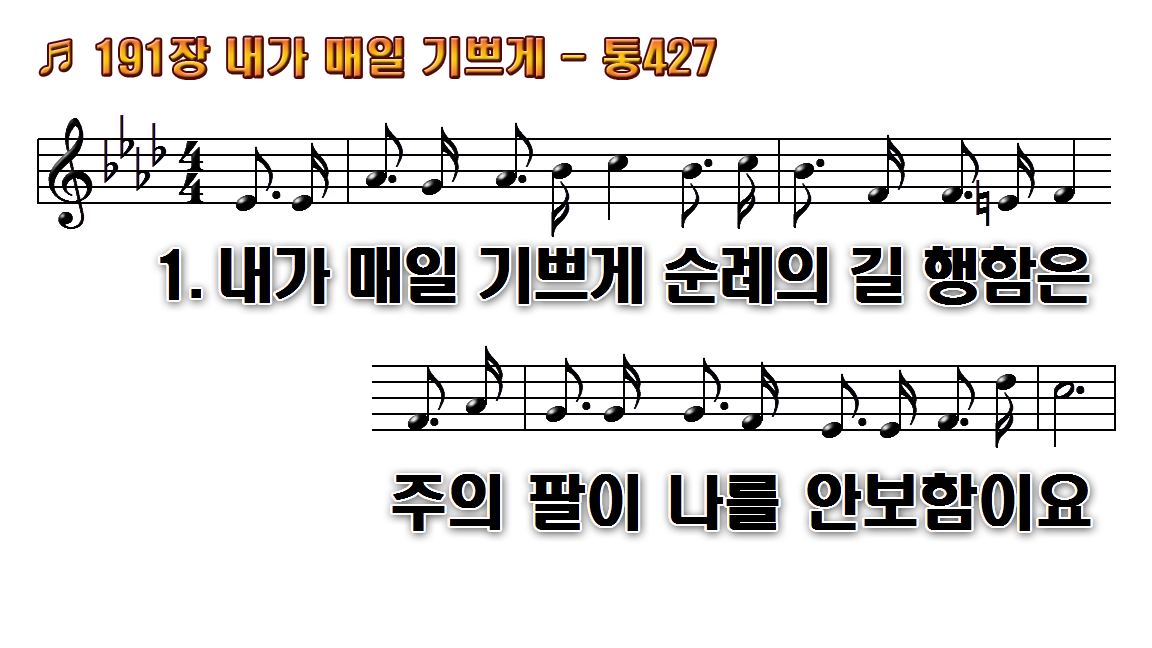 ♬ 191장 내가 매일 기쁘게 - 통427
4
4
1. 내가 매일 기쁘게 순례의 길 행함은
주의 팔이 나를 안보함이요